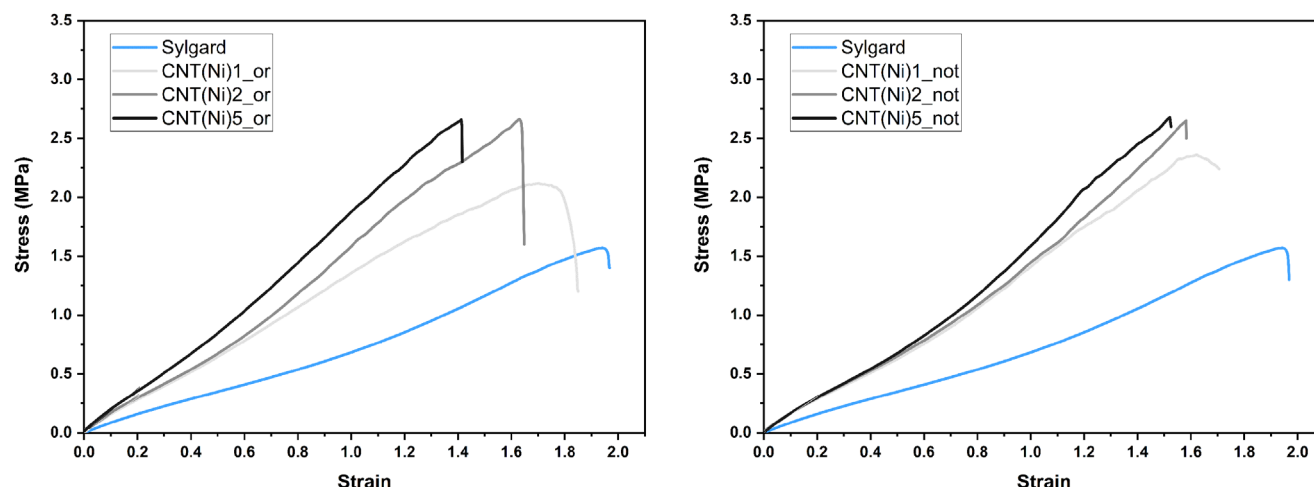 3.5
3.0
2.5
2.0
1.5
1.0
0.5
0.0
Stress (MPa)
Sylgard
CNT(Ni)1_or
CNT(Ni)2_or
CNT(Ni)5_or
0.0 0.2 0.4 0.6 0.8 1.0 1.2 1.4 1.6 1.8 2.0
Strain
3.5
3.0
2.5
2.0
1.5
1.0
0.5
0.0
Stress (MPa)
Sylgard
CNT(Ni)1_not
CNT(Ni)2_not
CNT(Ni)5_not
0.0 0.2 0.4 0.6 0.8 1.0 1.2 1.4 1.6 1.8 2.0
Strain